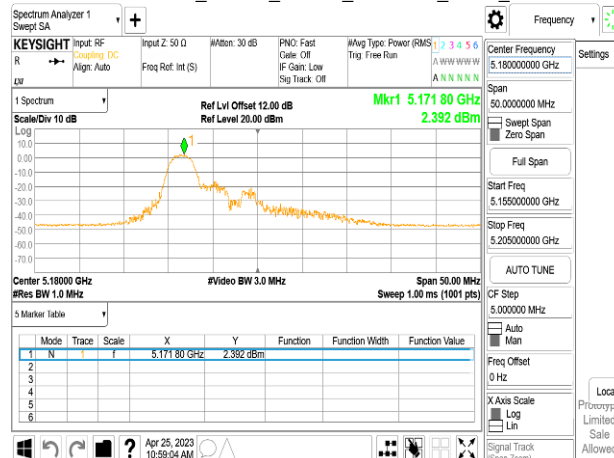 Spectrum Analyzer 1
Swept SA
+
Frequency
KEYSIGHT
R
Input: RF
Coupling: DC
Align: Auto
Input Z: 50 Ω
Freq Ref: Int (S)
#Atten: 30 dB
PNO: Fast
Gate: Off
IF Gain: Low
Sig Track: Off
#Avg Type: Power (RMS
Trig: Free Run
1 2 3 4 5 6
A W W W W W
A N N N N N
1 Spectrum
Scale/Div 10 dB
Ref Lvl Offset 12.00 dB
Ref Level 20.00 dBm
Mkr1 5.171 80 GHz
2.392 dBm
Log
10.0
0.00
-10.0
-20.0
-30.0
-40.0
-50.0
-60.0
-70.0
1
Center 5.18000 GHz
#Res BW 1.0 MHz
#Video BW 3.0 MHz
Span 50.00 MHz
Sweep 1.00 ms (1001 pts)
5 Marker Table
Mode Trace Scale X Y Function Function Width Function Value
1 N 1 f 5.171 80 GHz 2.392 dBm
2
3
4
5
6
?
Apr 25, 2023
10:59:04 AM
Center Frequency
5.180000000 GHz
Span
50.0000000 MHz
Swept Span
Zero Span
Full Span
Start Freq
5.155000000 GHz
Stop Freq
5.205000000 GHz
AUTO TUNE
CF Step
5.000000 MHz
Auto
Man
Freq Offset
0 Hz
X Axis Scale
Log
Lin
Signal Track
(Span Zoom)
Settings
Loca
Limited
Sale
Allowe